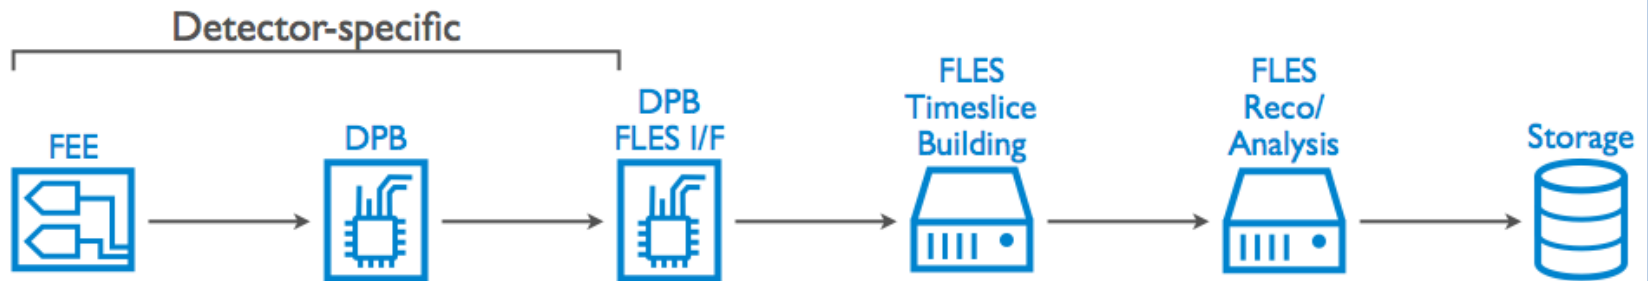 Detector-specific
FEE
DPB
DPB
FLES I/F
FLES
Timeslice
Building
FLES
Reco/
Analysis
Storage